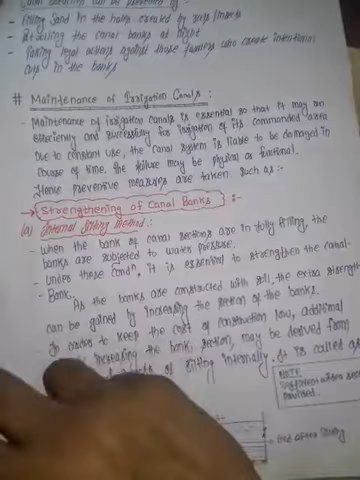 - Filling sand in the holes created by
- Patrolling the canal banks at night
- Taking legal actions against those farmers who create intentional
cuts in the banks
# Maintenance of Irrigation Canals :
- Maintenance of irrigation canals is essential so that it may run
efficiently and successfully for irrigation of its commanded area
Due to constant use, the canal system is liable to be damaged in
course of time. The failure may be physical or functional.
Hence preventive measures are taken. such as :-
→ Strengthening of Canal Banks :-
(a) Internal silting method :-
- When the bank of canal sections are in fully filling, the
banks are subjected to water pressure.
- Under these condⁿ, it is essential to strengthen the canal-
- Bank.
As the banks are constructed with soil, the extra strength
can be gained by increasing the section of the banks.
- In order to keep the cost of construction low, additional
increasing the bank section, may be derived from
of silting internally. It is called as
NOTE
sufficient
required.
- Bed after silting